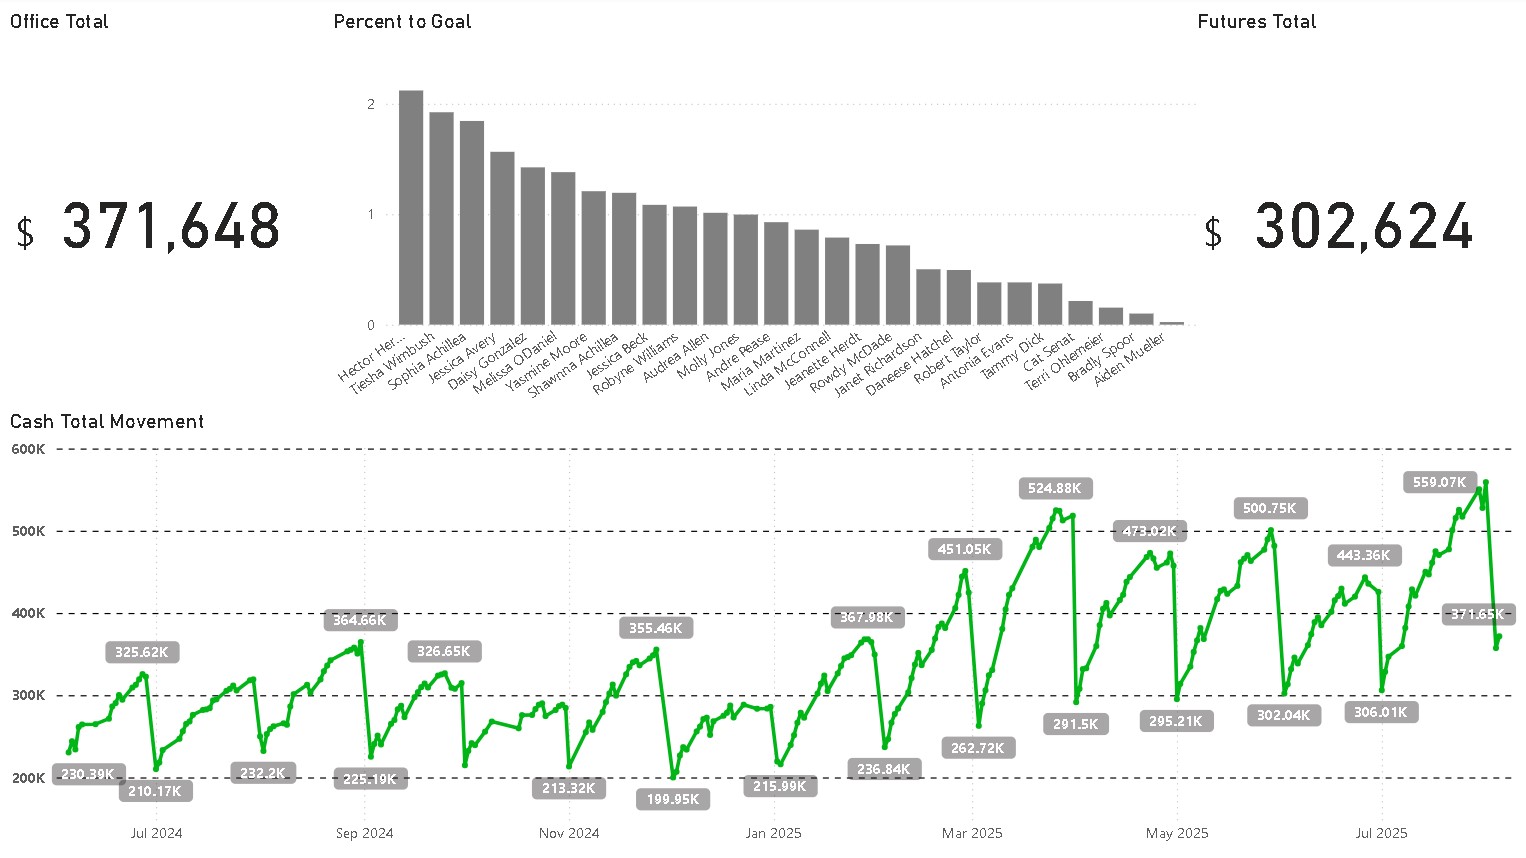 Office Total
Percent to Goal
Futures Total
2
1
0
$ 371,648
$ 302,624
Hector Her...
Tiesha Wimbush
Sophia Achillea
Jessica Avery
Daisy Gonzalez
Melissa ODaniel
Yasmine Moore
Shawnna Achillea
Jessica Beck
Robyne Williams
Audrea Allen
Molly Jones
Andre Pease
Maria Martinez
Linda McConnell
Jeanette Herdt
Rowdy McDade
Janet Richardson
Daneese Hatchel
Robert Taylor
Antonia Evans
Tammy Dick
Cat Senat
Terri Ohlemeier
Bradly Spoor
Aiden Mueller
Cash Total Movement
600K
500K
400K
300K
200K
230.39K
325.62K
210.17K
232.2K
364.66K
225.19K
326.65K
213.32K
355.46K
199.95K
215.99K
367.98K
236.84K
451.05K
262.72K
524.88K
291.5K
473.02K
295.21K
500.75K
302.04K
443.36K
306.01K
559.07K
371.65K
Jul 2024
Sep 2024
Nov 2024
Jan 2025
Mar 2025
May 2025
Jul 2025